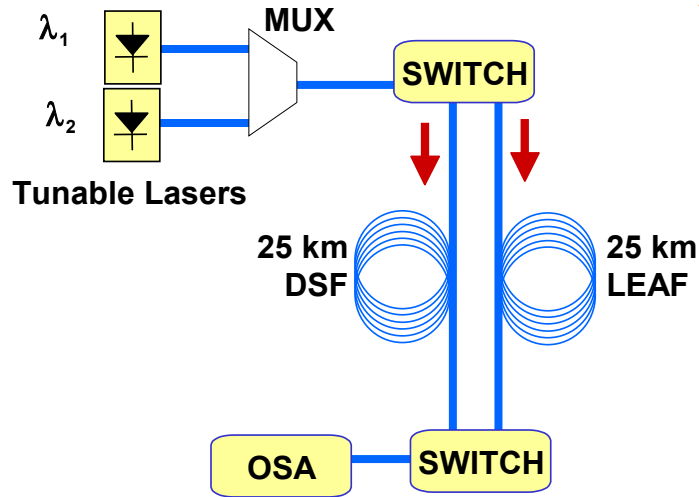 λ1
MUX
SWITCH
λ2
Tunable Lasers
25 km
DSF
25 km
LEAF
OSA
SWITCH